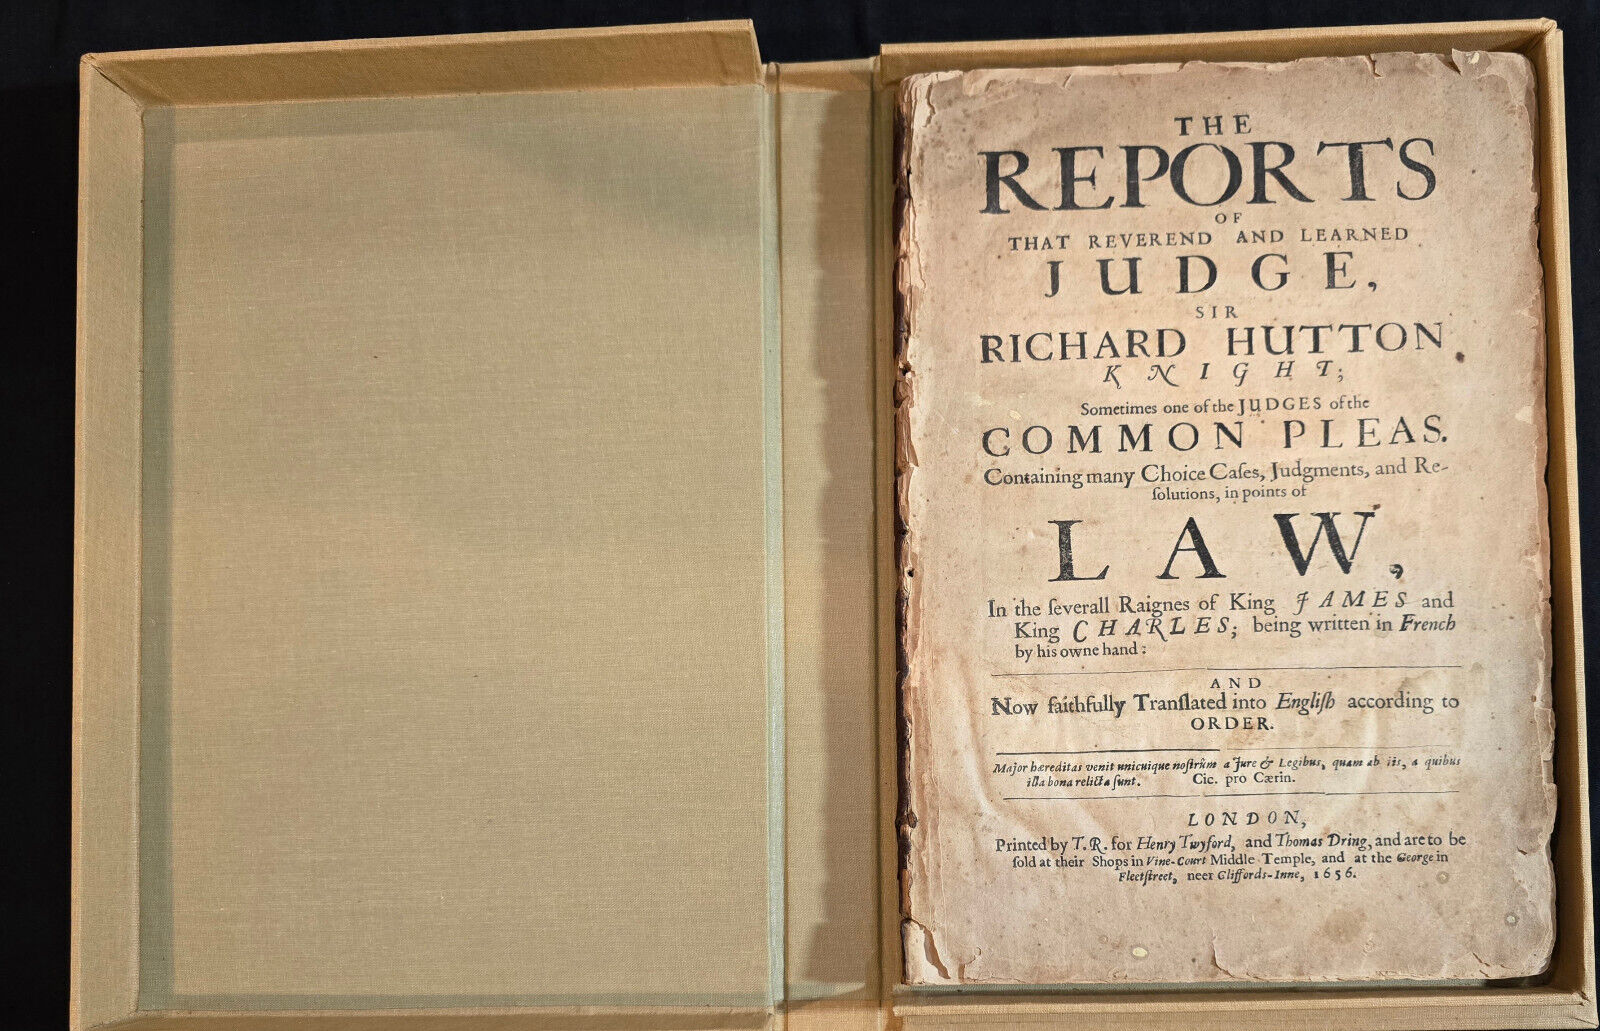 THE
REPORTS
OF
THAT REVEREND AND LEARNED
JUDGE,
SIR
RICHARD HUTTON
KNIGHT;
Sometimes one of the JUDGES of the
COMMON PLEAS.
Containing many Choice Caſes, Judgments, and Re-
ſolutions, in points of
LAW,
In the ſeverall Raignes of King JAMES and
King CHARLES; being written in French
by his owne hand:
AND
Now faithfully Tranſlated into Engliſh according to
ORDER.
Major hæreditas venit unicuique noſtrûm a Jure & Legibus, quam ab iis, a quibus
illa bona relicta ſunt. Cic. pro Cærin.
LONDON,
Printed by T.R. for Henry Twyford, and Thomas Dring, and are to be
ſold at their Shops in Vine-Court Middle Temple, and at the George in
Fleetſtreet, neer Cliffords-Inne, 1656.